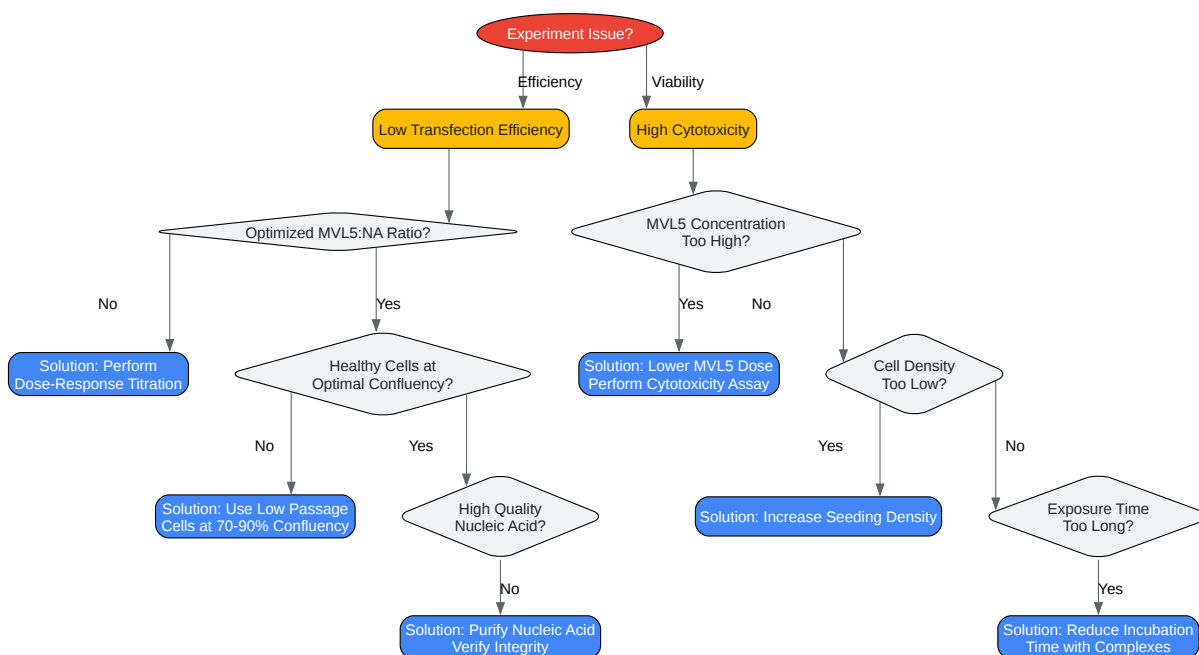 Experiment Issue?
Efficiency
Viability
Low Transfection Efficiency
High Cytotoxicity
Optimized MVL5:NA Ratio?
MVL5 Concentration
Too High?
No
Yes
Yes
No
Solution: Perform
Dose-Response Titration
Healthy Cells at
Optimal Confluency?
Solution: Lower MVL5 Dose
Perform Cytotoxicity Assay
Cell Density
Too Low?
No
Yes
Yes
No
Solution: Use Low Passage
Cells at 70-90% Confluency
High Quality
Nucleic Acid?
Solution: Increase Seeding Density
Exposure Time
Too Long?
No
Yes
Solution: Purify Nucleic Acid
Verify Integrity
Solution: Reduce Incubation
Time with Complexes